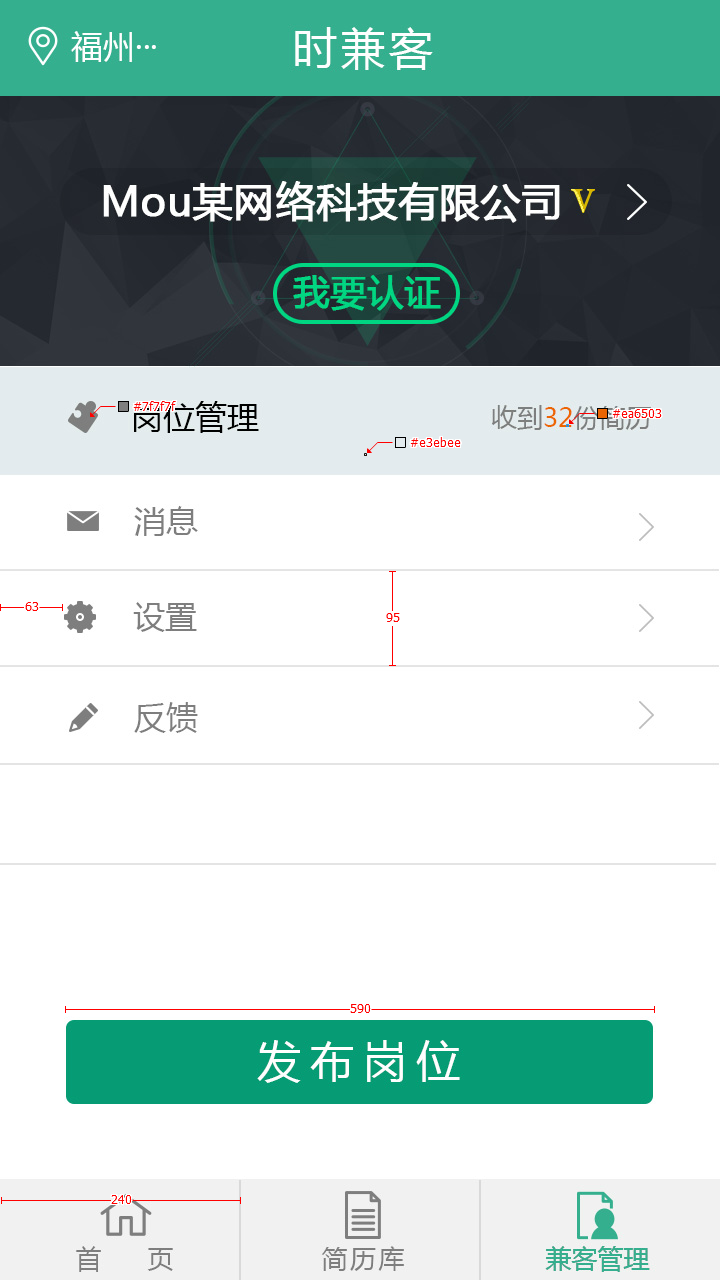 福州···
时兼客
Mou某网络科技有限公司 V
我要认证
#7f7f7f
岗位管理
收到32份简历
#ea6503
#e3ebee
消息
63
设置
95
反馈
590
发布岗位
240
首 页
简历库
兼客管理